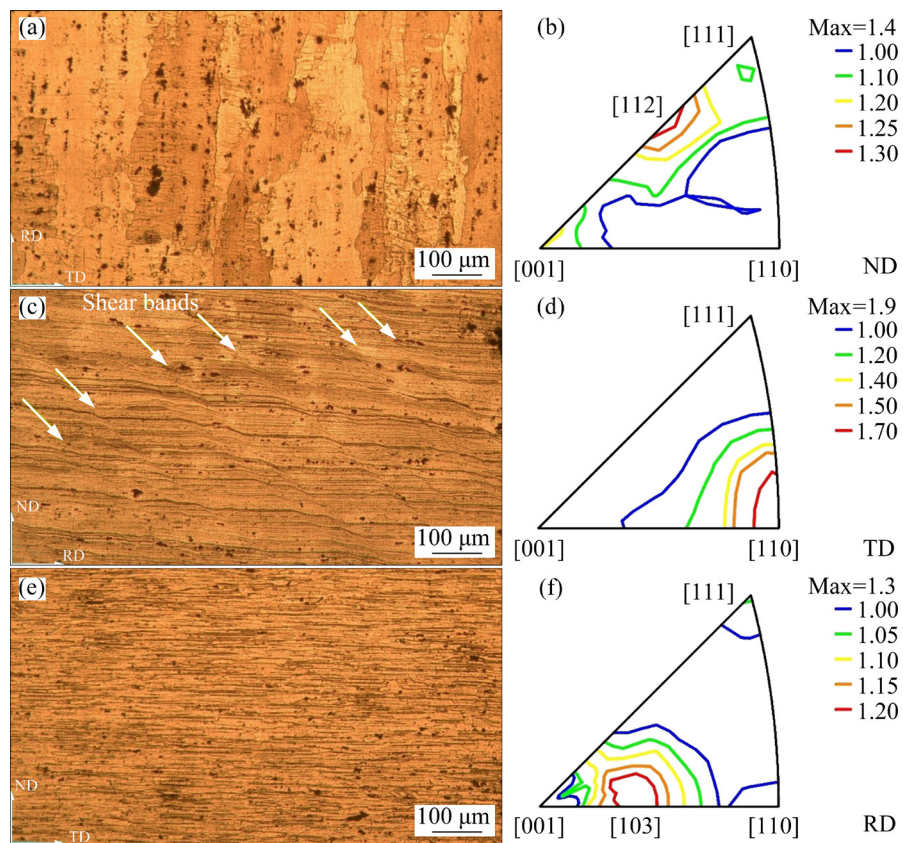 (a)
RD
TD
100 μm
(b)
[111]
Max=1.4
1.00
1.10
1.20
1.25
1.30
[112]
[001]
[110]
ND
(c)
Shear bands
ND
RD
100 μm
(d)
[111]
Max=1.9
1.00
1.20
1.40
1.50
1.70
[001]
[110]
TD
(e)
ND
TD
100 μm
(f)
[111]
Max=1.3
1.00
1.05
1.10
1.15
1.20
[001]
[103]
[110]
RD